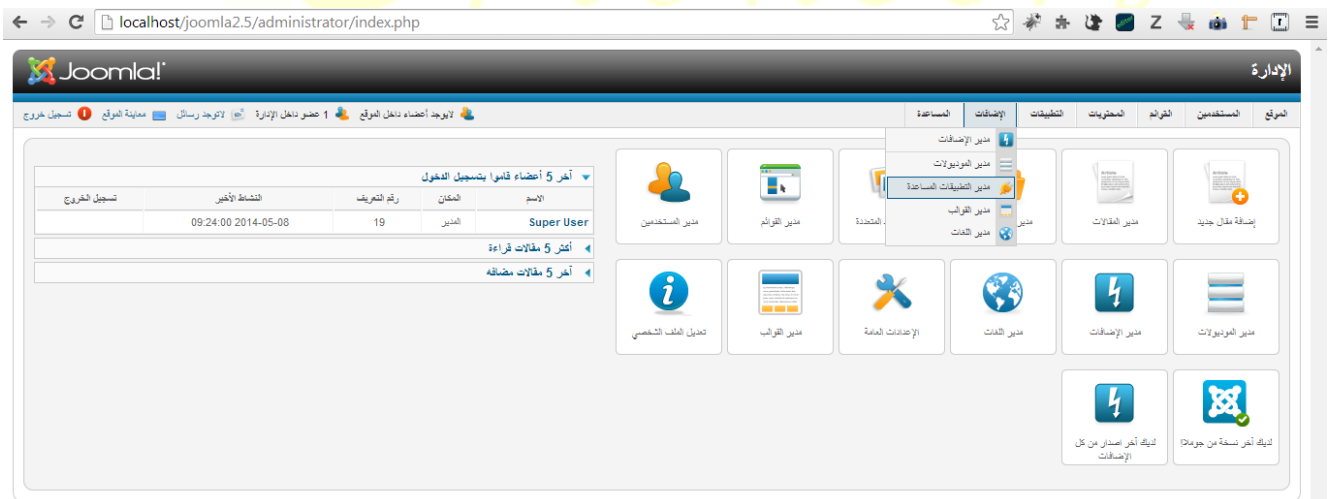 localhost/joomla2.5/administrator/index.php
Joomla!
الإدارة
الموقع المستخدمين القوائم المحتويات التطبيقات الإضافات المساعدة
لايوجد أعضاء داخل الموقع 1 عضو داخل الإدارة لاتوجد رسائل معاينة الموقع تسجيل خروج
مدير الإضافات
مدير الموديولات
مدير التطبيقات المساعدة
مدير القوالب
مدير اللغات
إضافة مقال جديد
مدير المقالات
مدير
المتعددة
مدير القوائم
مدير المستخدمين
مدير الموديولات
مدير الإضافات
مدير اللغات
الإعدادات العامة
مدير القوالب
تعديل الملف الشخصي
لديك أخر نسخة من جوملا!
لديك أخر اصدار من كل
الإضافات
آخر 5 أعضاء قاموا بتسجيل الدخول
الاسم المكان رقم التعريف النشاط الأخير تسجيل الخروج
Super User المدير 19 2014-05-08 09:24:00
أكثر 5 مقالات قراءة
آخر 5 مقالات مضافه